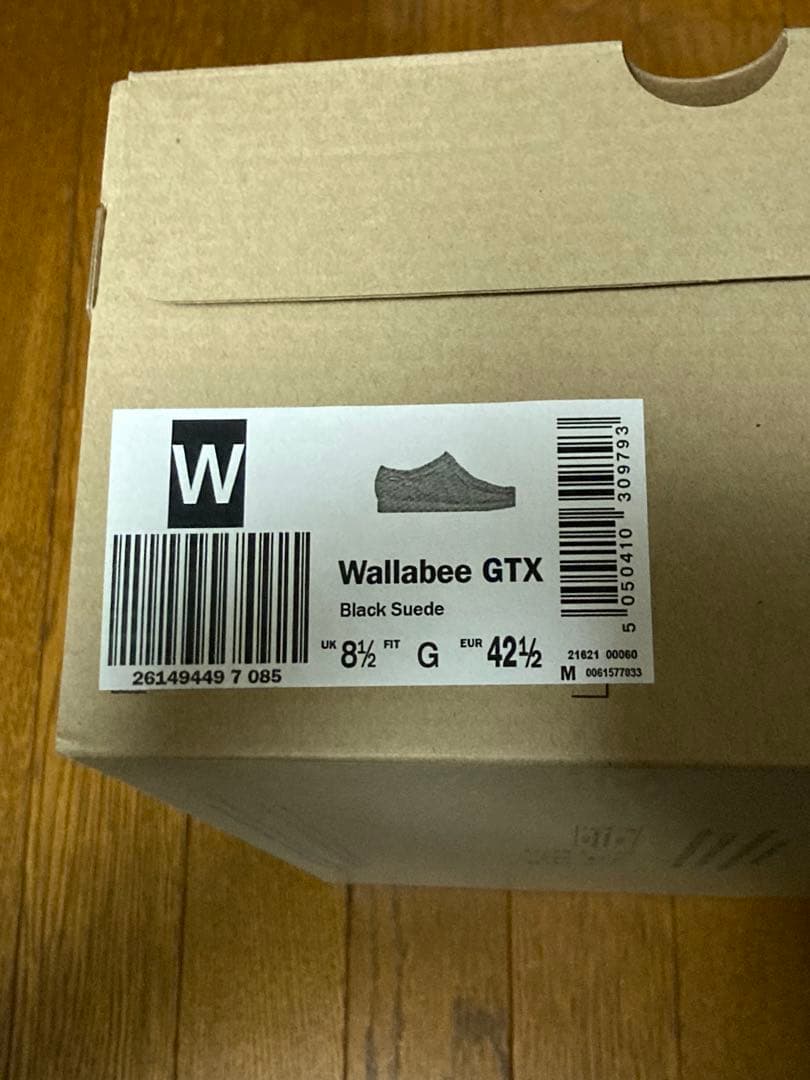 W
Wallabee GTX
Black Suede
UK 8½ FIT G EUR 42½
26149449 7 085
5 050410 309793
21621 00060
M 0061577033